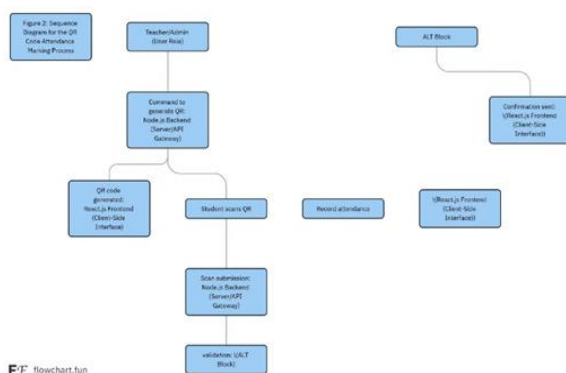 Figure 2: Sequence
Diagram for the QR
Code Attendance
Marking Process
Teacher/Admin
(User Role)
ALT Block
Command to
generate QR:
Node.js Backend
(Server/API
Gateway)
Confirmation sent:
\(React.js Frontend
(Client-Side
Interface))
QR code
generated:
React.js Frontend
(Client-Side
Interface)
Student scans QR
Record attendance
\(React.js Frontend
(Client-Side
Interface))
Scan submission:
Node.js Backend
(Server/API
Gateway)
validation: \(ALT
Block)
flowchart.fun